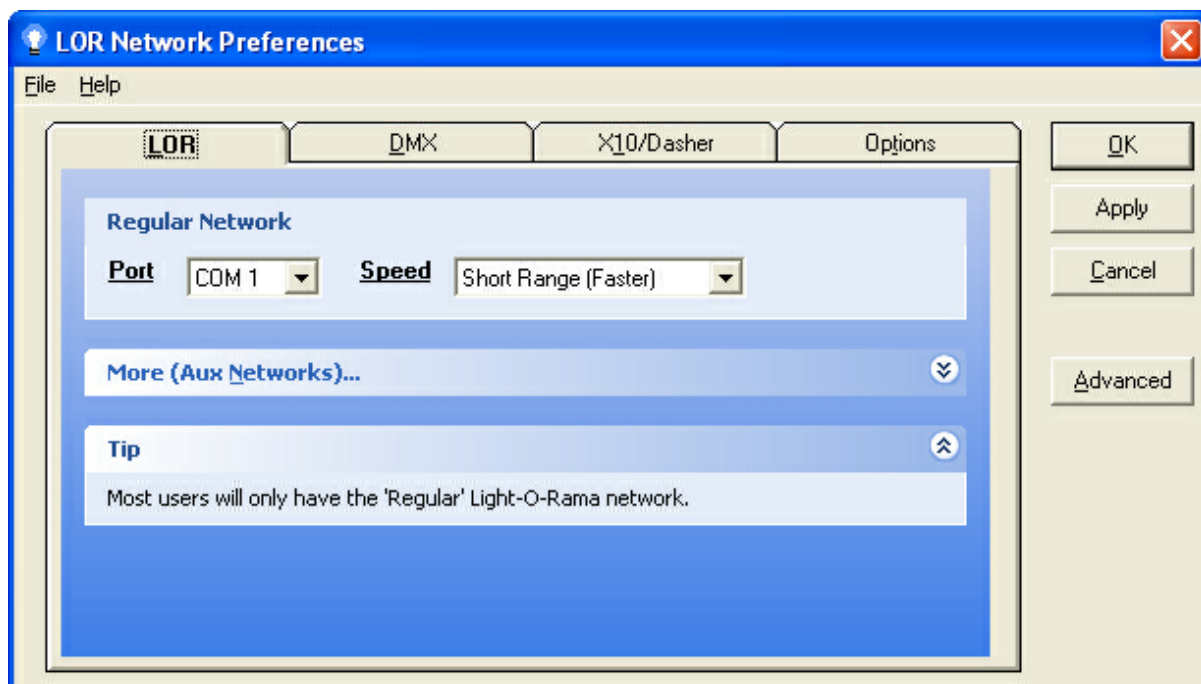 LOR Network Preferences
File Help
LOR DMX X10/Dasher Options
OK
Apply
Cancel
Advanced
Regular Network
Port COM 1 Speed Short Range (Faster)
More (Aux Networks)...
Tip
Most users will only have the 'Regular' Light-O-Rama network.